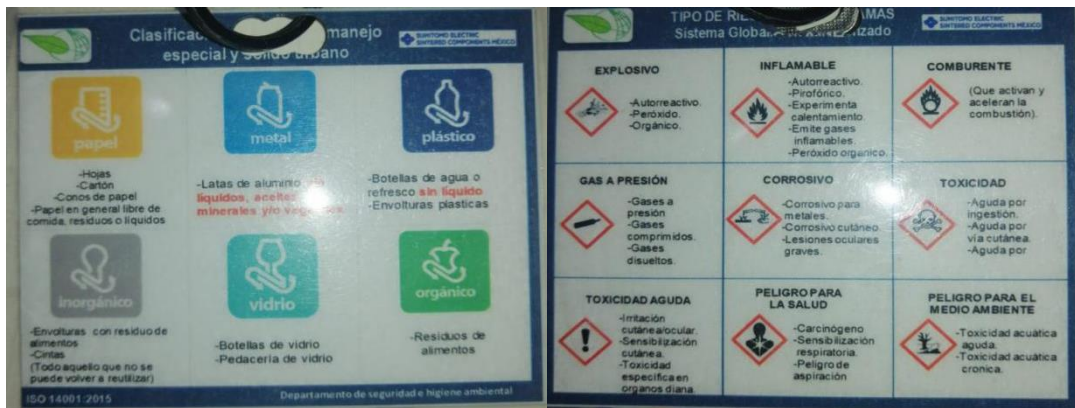 Clasificac manejo
especial y sólido urbano
SUMITOMO ELECTRIC
SINTERED COMPONENTS MÉXICO
papel
-Hojas
-Cartón
-Conos de papel
-Papel en general libre de
comida, residuos o líquidos
metal
-Latas de aluminio sin
líquidos, aceites
minerales y/o vegetales
plástico
-Botellas de agua o
refresco sin líquido
-Envolturas plasticas
inorgánico
-Envolturas con residuo de
alimentos
-Cintas
(Todo aquello que no se
puede volver a reutilizar)
vidrio
-Botellas de vidrio
-Pedacería de vidrio
orgánico
-Residuos de
alimentos
ISO 14001:2015
Departamento de seguridad e higiene ambiental
TIPO DE RIE AMAS
Sistema Global izado
SUMITOMO ELECTRIC
SINTERED COMPONENTS MÉXICO
EXPLOSIVO
-Autorreactivo.
-Peróxido.
-Orgánico.
INFLAMABLE
-Autorreactivo.
-Pirofórico.
-Experimenta
calentamiento.
-Emite gases
inflamables
-Peróxido organico.
COMBURENTE
(Que activan y
aceleran la
combustión).
GAS A PRESIÓN
-Gases a
presión
-Gases
comprimidos.
-Gases
disueltos.
CORROSIVO
-Corrosivo para
metales.
-Corrosivo cutáneo.
-Lesiones oculares
graves.
TOXICIDAD
-Aguda por
ingestión.
-Aguda por
vía cutánea.
-Aguda por
TOXICIDAD AGUDA
-Irritación
cutánea/ocular.
-Sensibilización
cutánea.
-Toxicidad
específica en
organos diana.
PELIGRO PARA
LA SALUD
-Carcinógeno
-Sensibilización
respiratoria.
-Peligro de
aspiración
PELIGRO PARA EL
MEDIO AMBIENTE
-Toxicidad acuática
aguda.
-Toxicidad acuática
cronica.